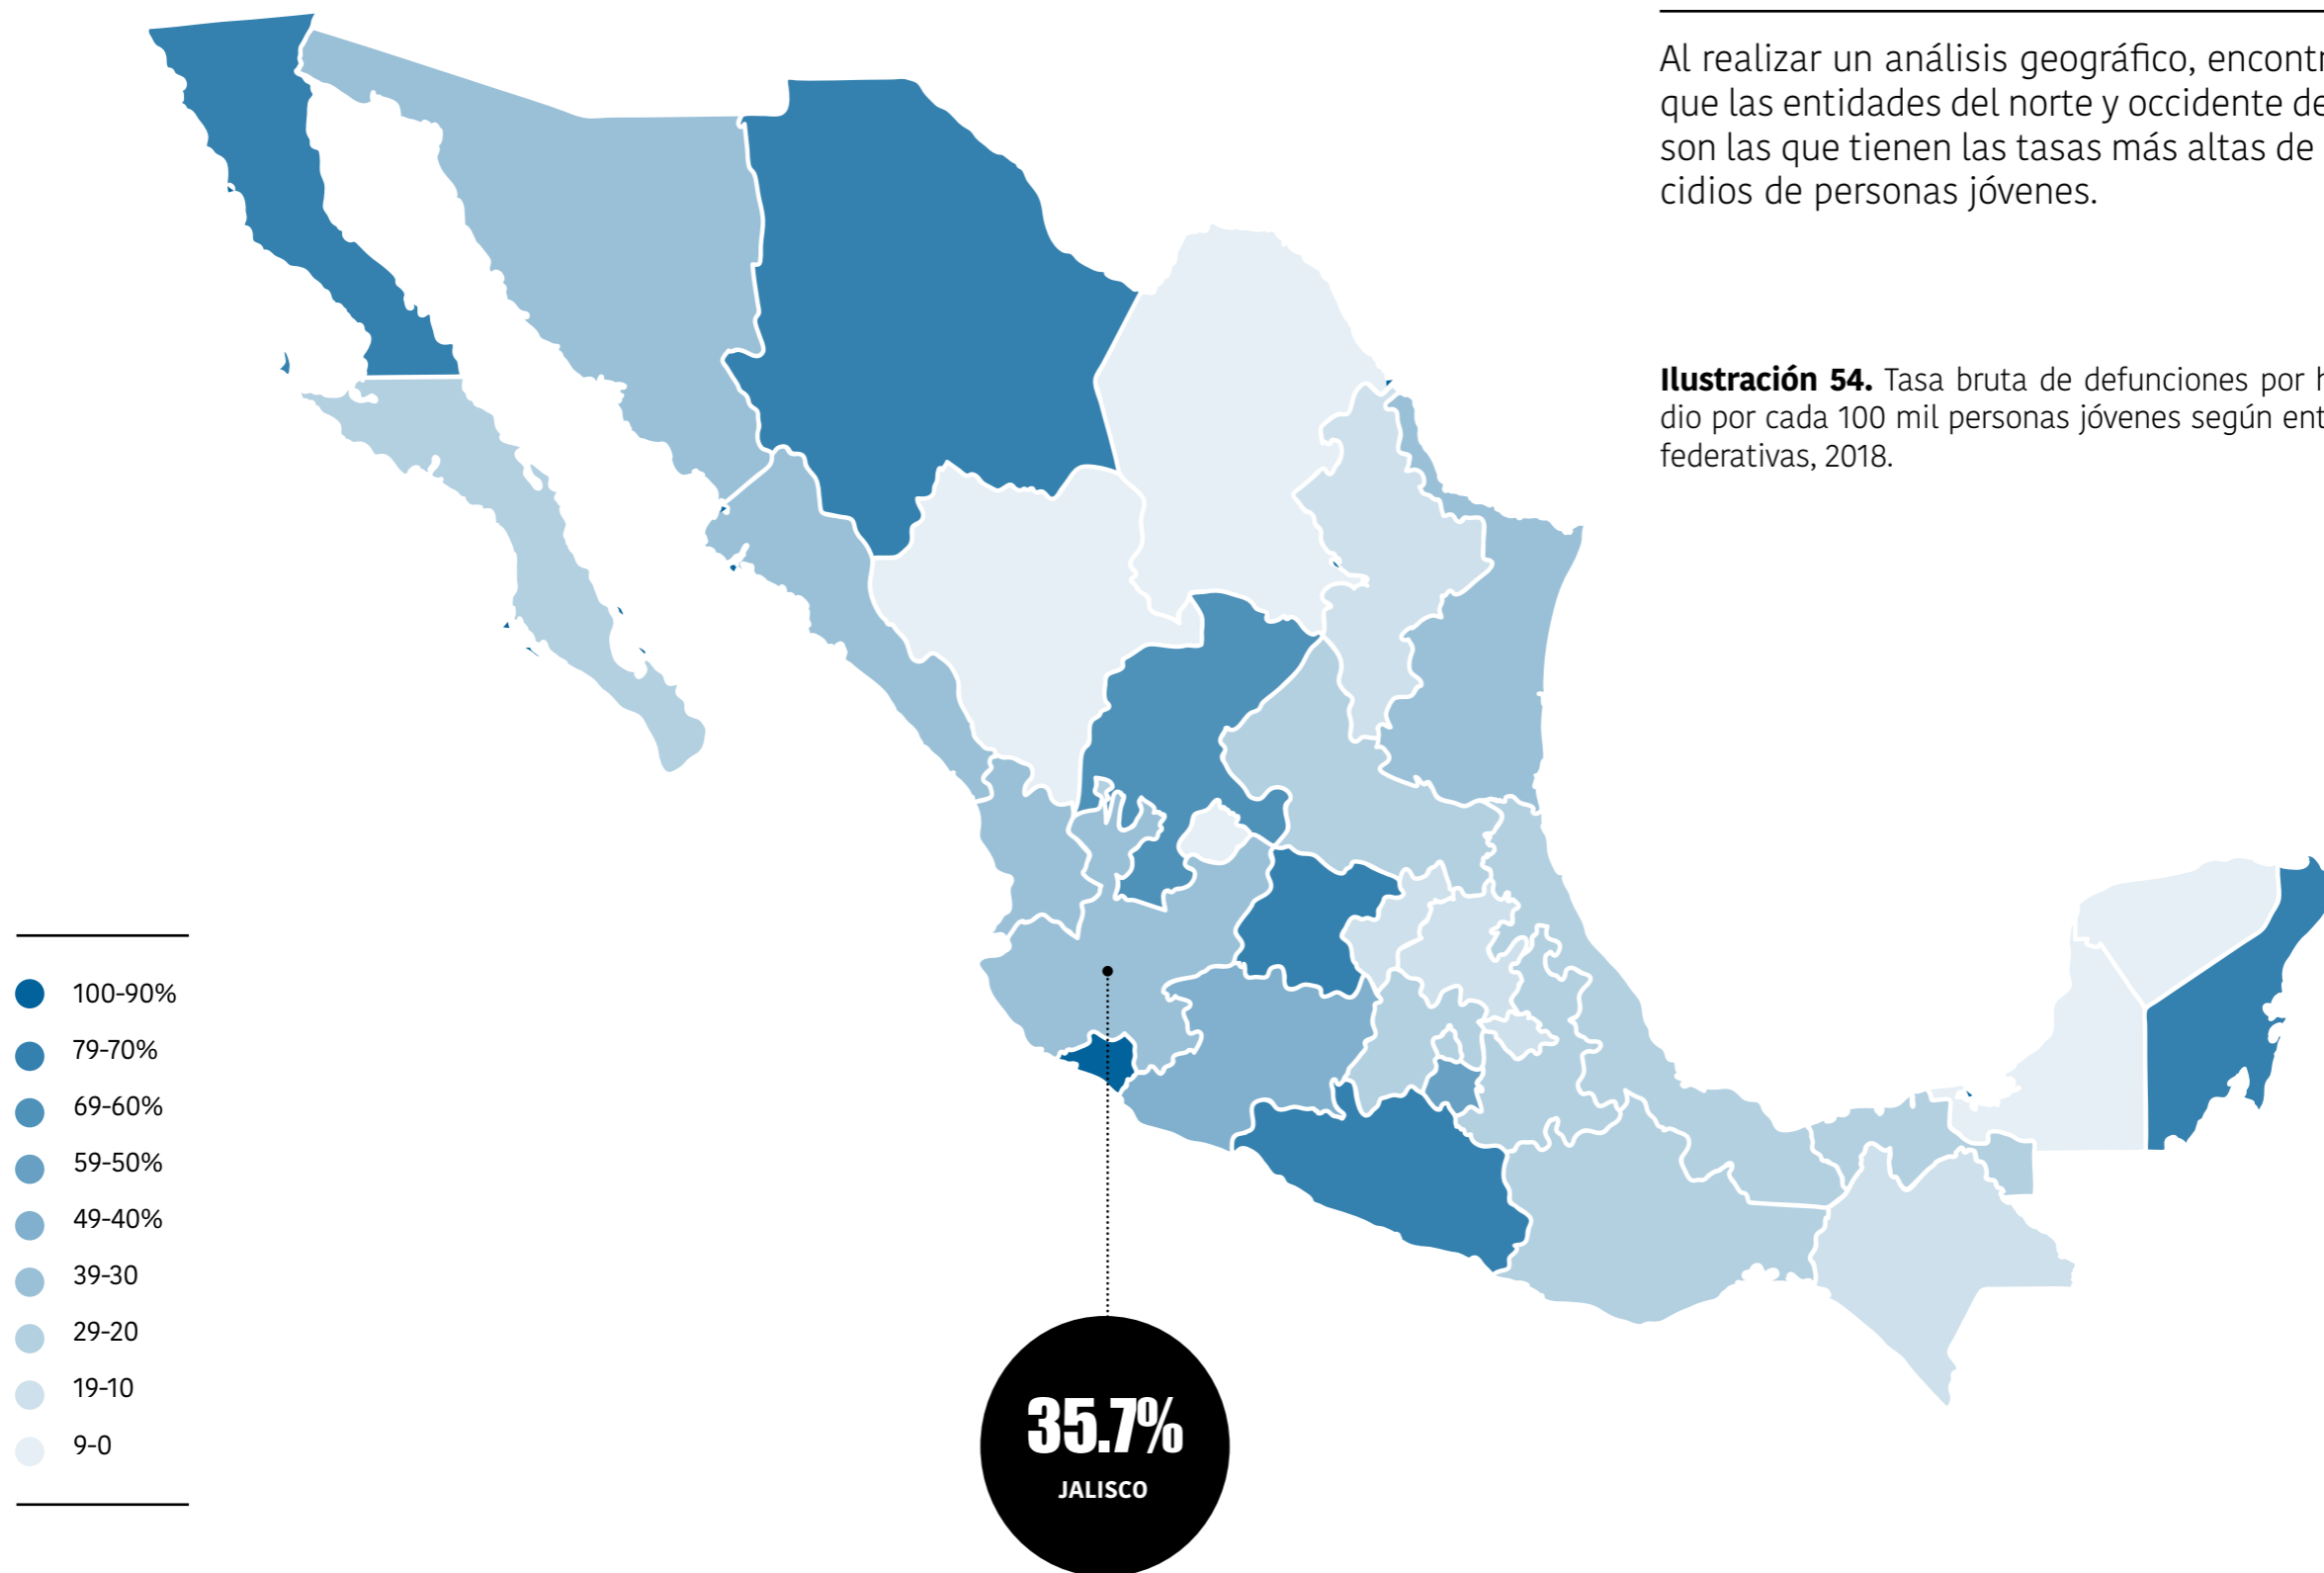 Al realizar un análisis geográfico,
que las entidades del norte y occidente
son las que tienen las tasas más altas de
cidios de personas jóvenes.
Ilustración 54. Tasa bruta de defunciones por
dio por cada 100 mil personas jóvenes según
federativas, 2018.
100-90%
79-70%
69-60%
59-50%
49-40%
39-30
29-20
19-10
9-0
35.7%
JALISCO